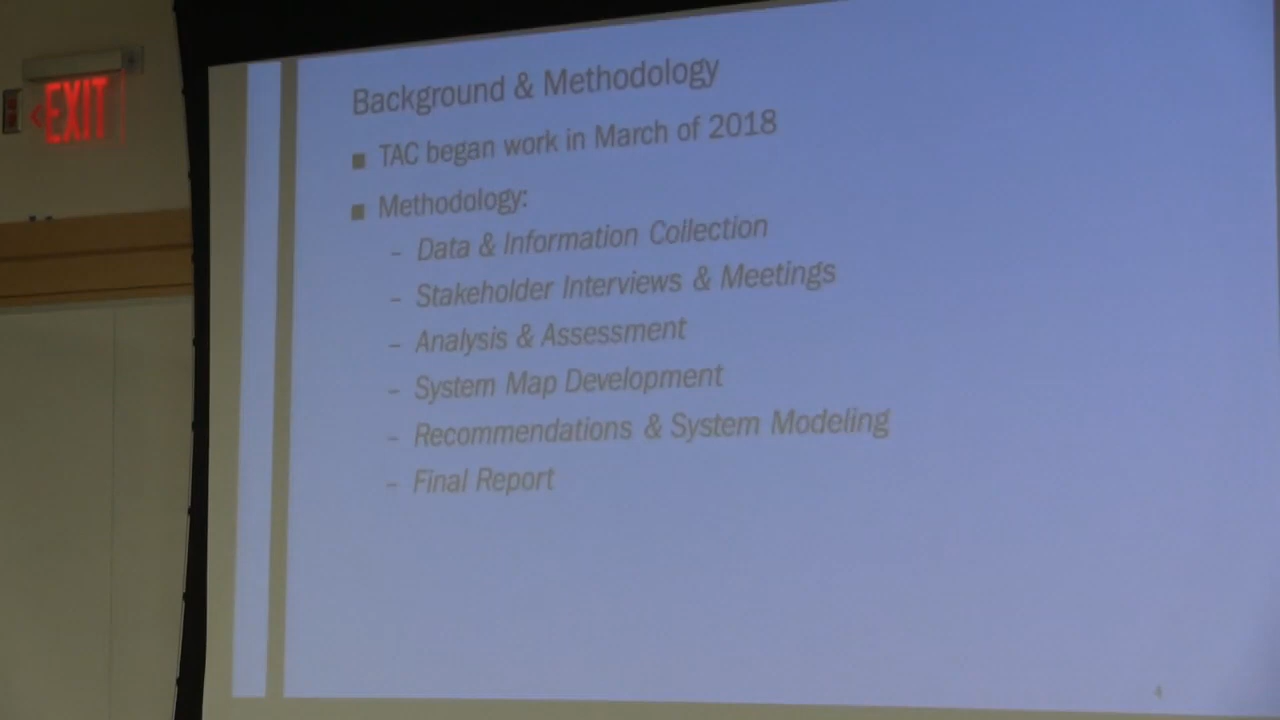 EXIT
Background & Methodology
■ TAC began work in March of 2018
■ Methodology:
– Data & Information Collection
– Stakeholder Interviews & Meetings
– Analysis & Assessment
– System Map Development
– Recommendations & System Modeling
– Final Report
4